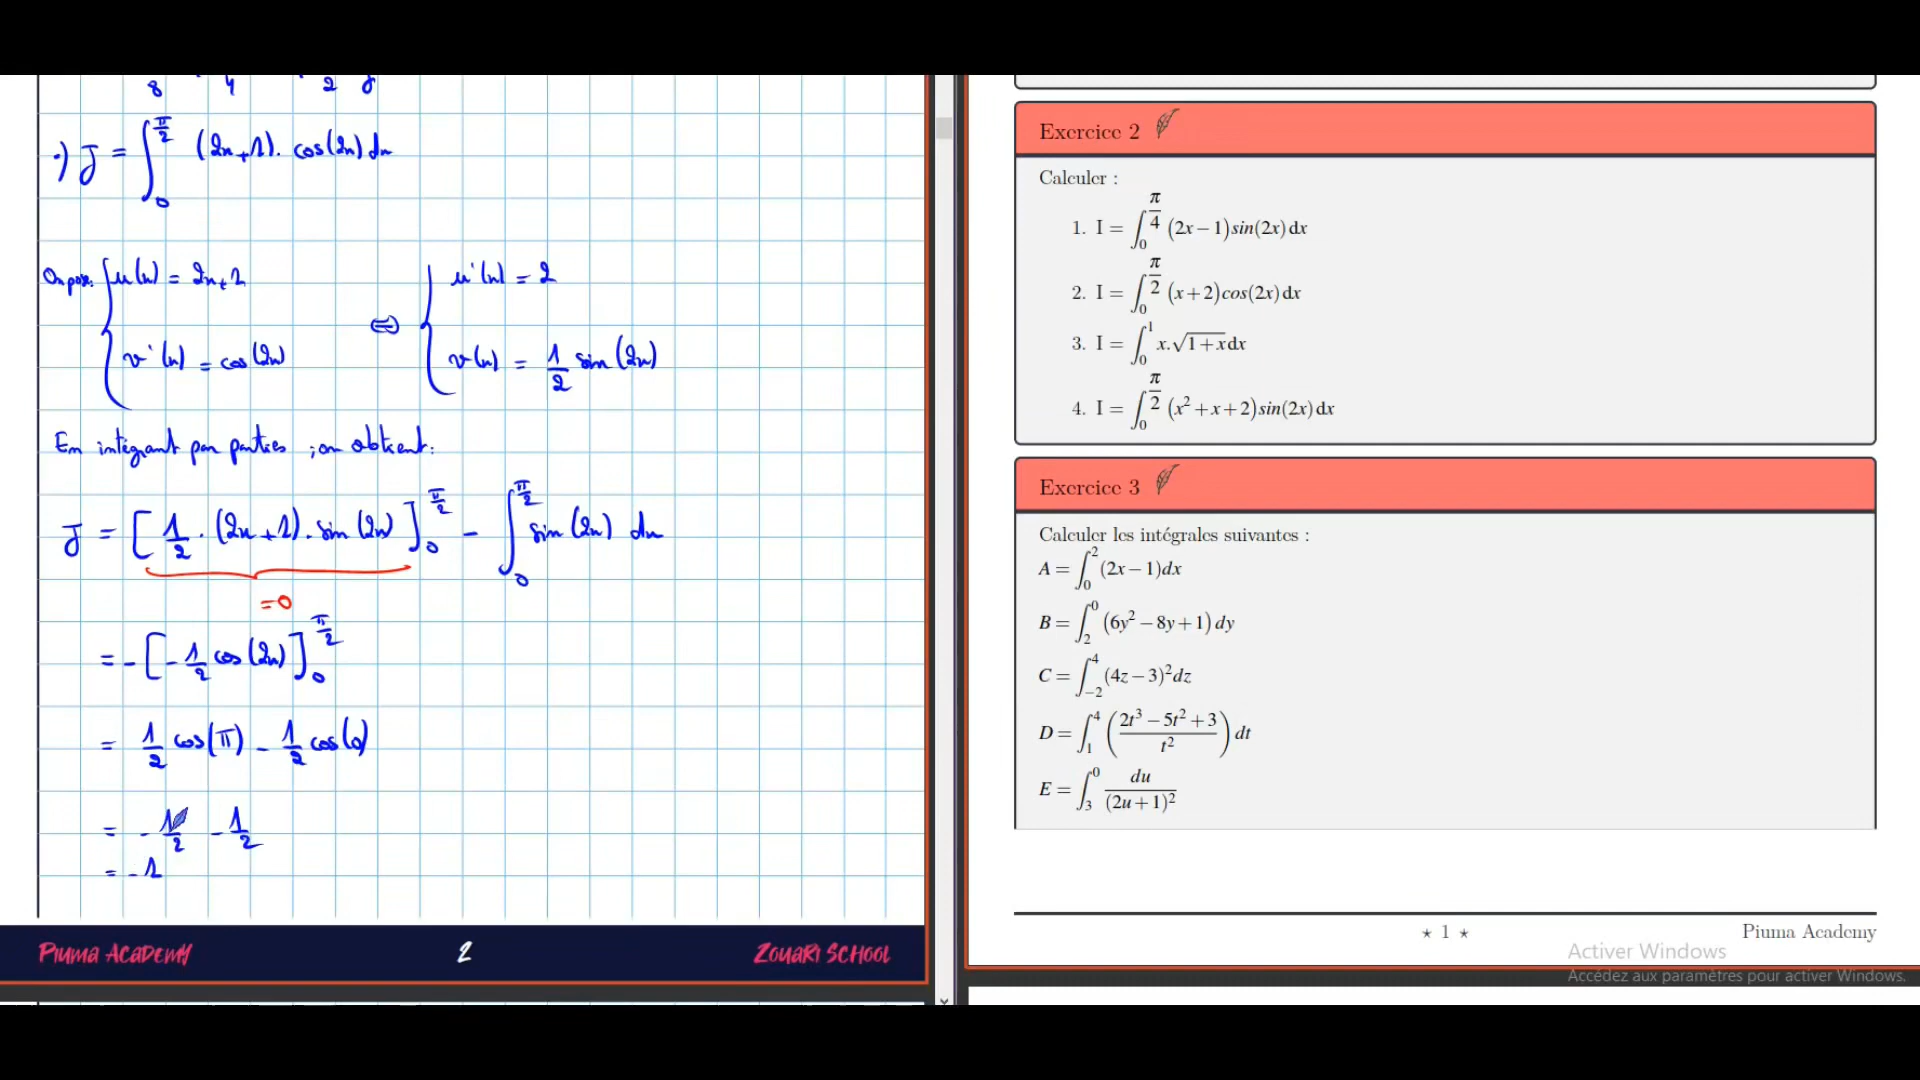 8 4 2 8
•) J = ∫₀^{π/2} (2x+1). cos(2x) dx
On pose: { u(x) = 2x+1 ⇔ { u'(x) = 2
v'(x) = cos(2x) v(x) = 1/2 sin(2x)
En intégrant par parties ; on obtient:
J = [ 1/2 . (2x+1). sin(2x) ]₀^{π/2} - ∫₀^{π/2} sin(2x) dx
=0
= - [ - 1/2 cos(2x) ]₀^{π/2}
= 1/2 cos(π) - 1/2 cos(0)
= - 1/2 - 1/2
= - 1
Piuma Academy 2 Zouari School
Exercice 2
Calculer :
1. I = ∫₀^{π/4} (2x−1)sin(2x)dx
2. I = ∫₀^{π/2} (x+2)cos(2x)dx
3. I = ∫₀^1 x.√(1+x)dx
4. I = ∫₀^{π/2} (x²+x+2)sin(2x)dx
Exercice 3
Calculer les intégrales suivantes :
A = ∫₀^2 (2x−1)dx
B = ∫₂^0 (6y²−8y+1)dy
C = ∫₋₂^4 (4z−3)²dz
D = ∫₁^4 ((2t³−5t²+3)/t²) dt
E = ∫₃^0 du/(2u+1)²
⋆ 1 ⋆ Piuma Academy
Activer Windows
Accédez aux paramètres pour activer Windows.